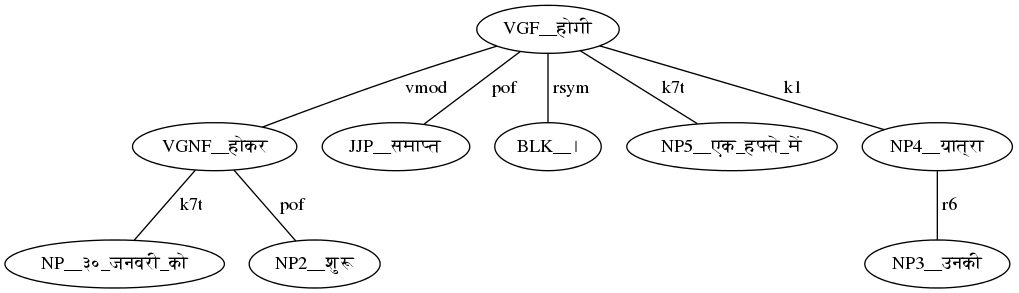 VGF__होगी
vmod pof rsym k7t k1
VGNF__होकर JJP__समाप्त BLK__। NP5__एक_हफ्ते_में NP4__यात्रा
k7t pof r6
NP__३०_जनवरी_को NP2__शुरू NP3__उनकी